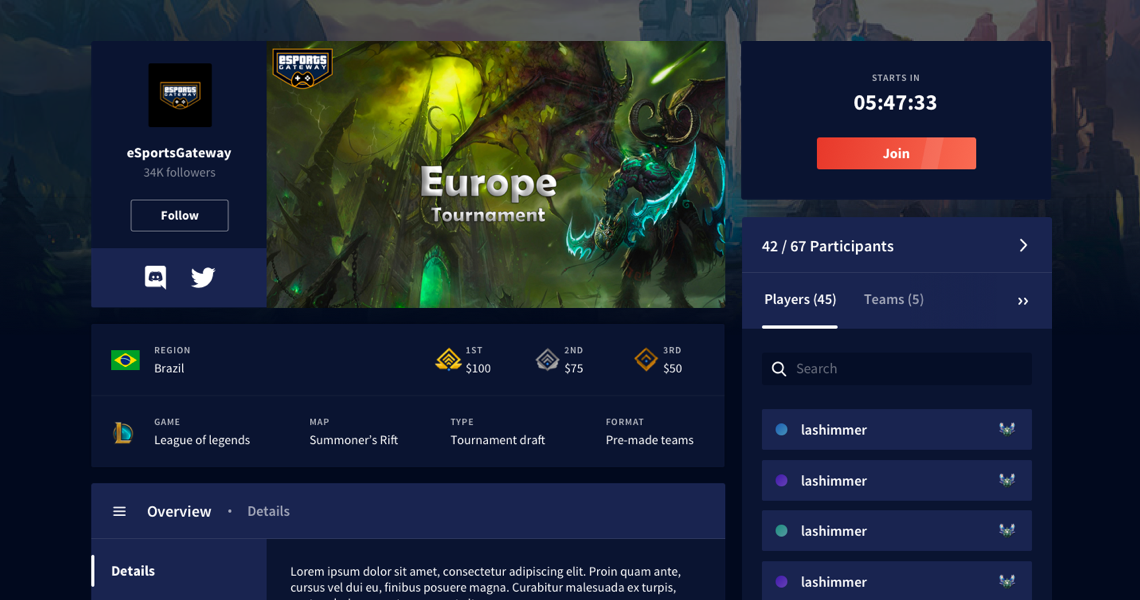 ESPORTS
GATEWAY
eSportsGateway
34K followers
Follow
ESPORTS
GATEWAY
Europe
Tournament
STARTS IN
05:47:33
Join
42 / 67 Participants
Players (45)
Teams (5)
Search
lashimmer
lashimmer
lashimmer
lashimmer
REGION
Brazil
1ST
$100
2ND
$75
3RD
$50
GAME
League of legends
MAP
Summoner's Rift
TYPE
Tournament draft
FORMAT
Pre-made teams
Overview • Details
Details
Lorem ipsum dolor sit amet, consectetur adipiscing elit. Proin quam ante,
cursus vel dui eu, finibus posuere magna. Curabitur malesuada ex turpis,